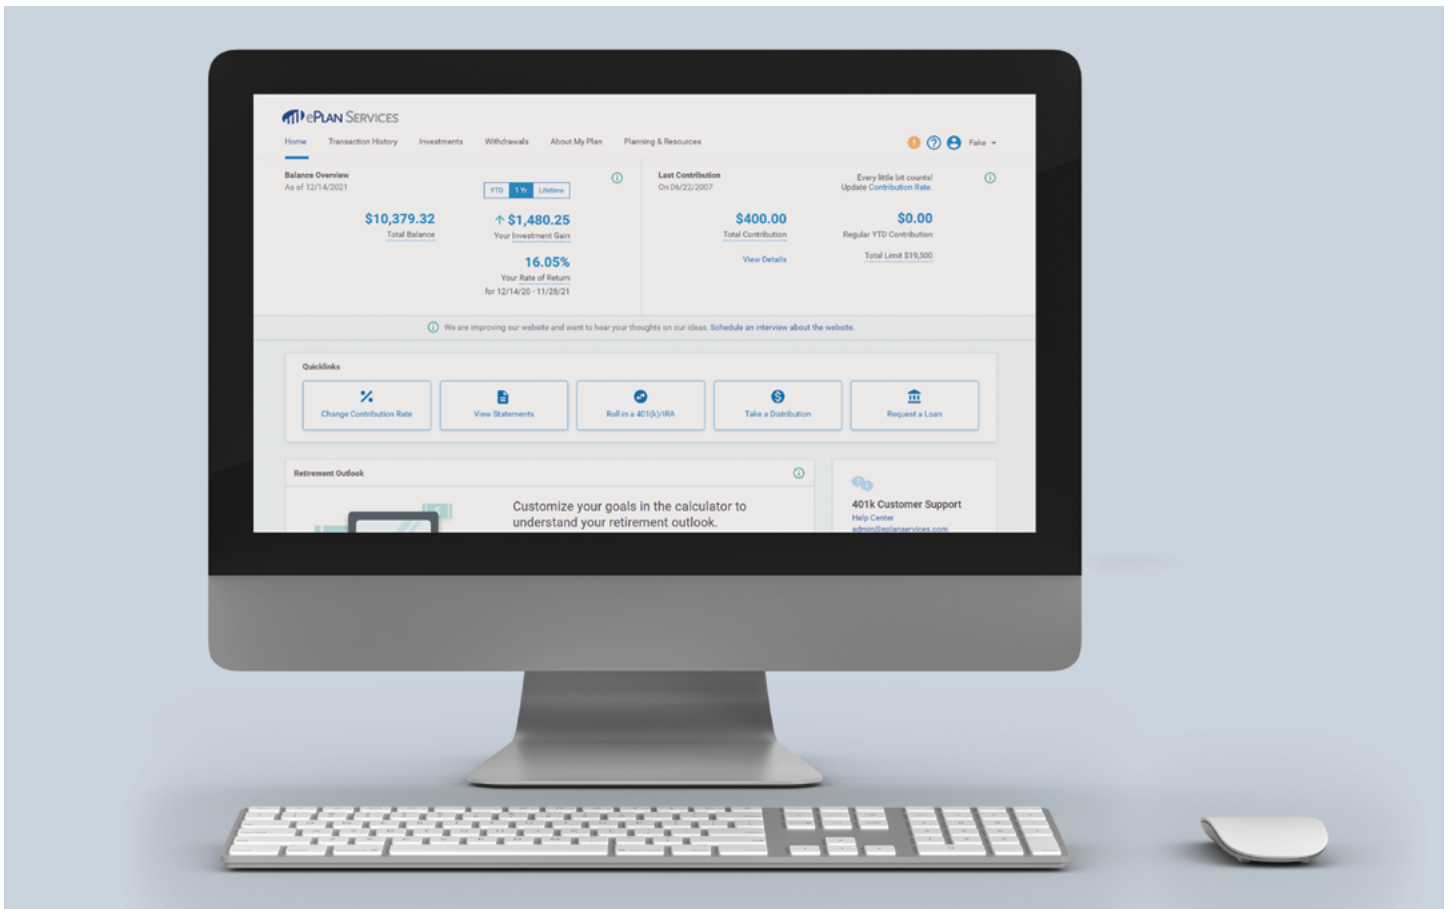 ePLAN SERVICES
Home Transaction History Investments Withdrawals About My Plan Planning & Resources Fake
Balance Overview
As of 12/14/2021
YTD 1 Yr Lifetime
$10,379.32
Total Balance
$1,480.25
Your Investment Gain
16.05%
Your Rate of Return
for 12/14/20 - 11/28/21
Last Contribution
On 06/22/2007
Every little bit counts!
Update Contribution Rate.
$400.00
Total Contribution
View Details
$0.00
Regular YTD Contribution
Total Limit $19,500
We are improving our website and want to hear your thoughts on our ideas. Schedule an interview about the website.
Quicklinks
Change Contribution Rate
View Statements
Roll in a 401(k)/IRA
Take a Distribution
Request a Loan
Retirement Outlook
Customize your goals in the calculator to
understand your retirement outlook.
401k Customer Support
Help Center
admin@eplanservices.com